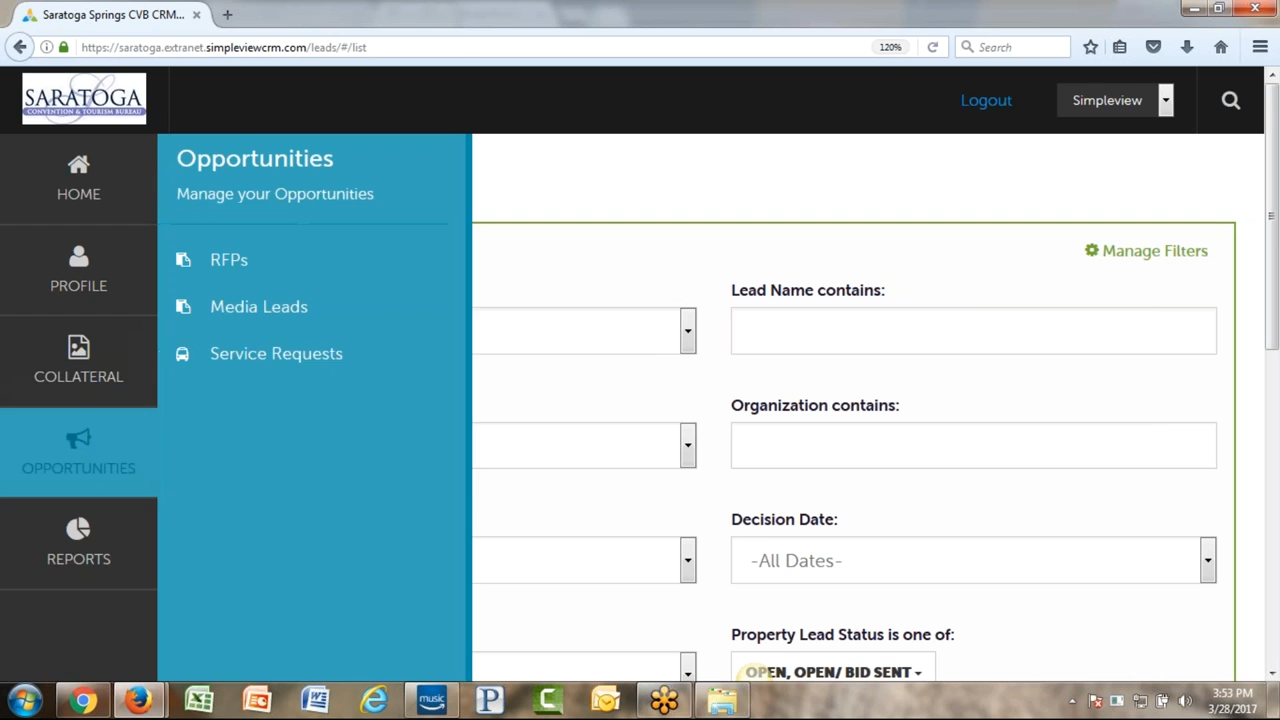 Saratoga Springs CVB CRM...
https://saratoga.extranet.simpleviewcrm.com/leads/#/list
120%
Search
SARATOGA
CONVENTION & TOURISM BUREAU
Logout
Simpleview
HOME
PROFILE
COLLATERAL
OPPORTUNITIES
REPORTS
Opportunities
Manage your Opportunities
RFPs
Media Leads
Service Requests
Manage Filters
Lead Name contains:
Organization contains:
Decision Date:
-All Dates-
Property Lead Status is one of:
OPEN, OPEN/ BID SENT
music
3:53 PM
3/28/2017